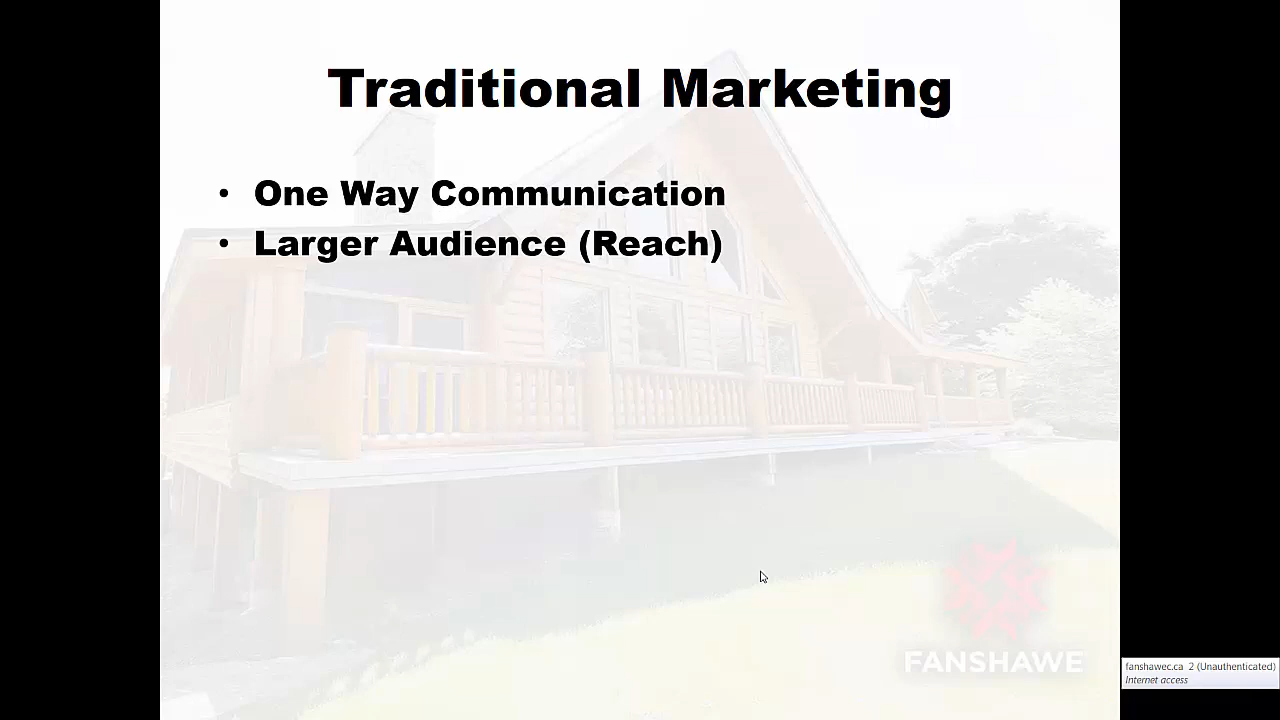 Traditional Marketing
• One Way Communication
• Larger Audience (Reach)
FANSHAWE
fanshawec.ca 2 (Unauthenticated)
Internet access